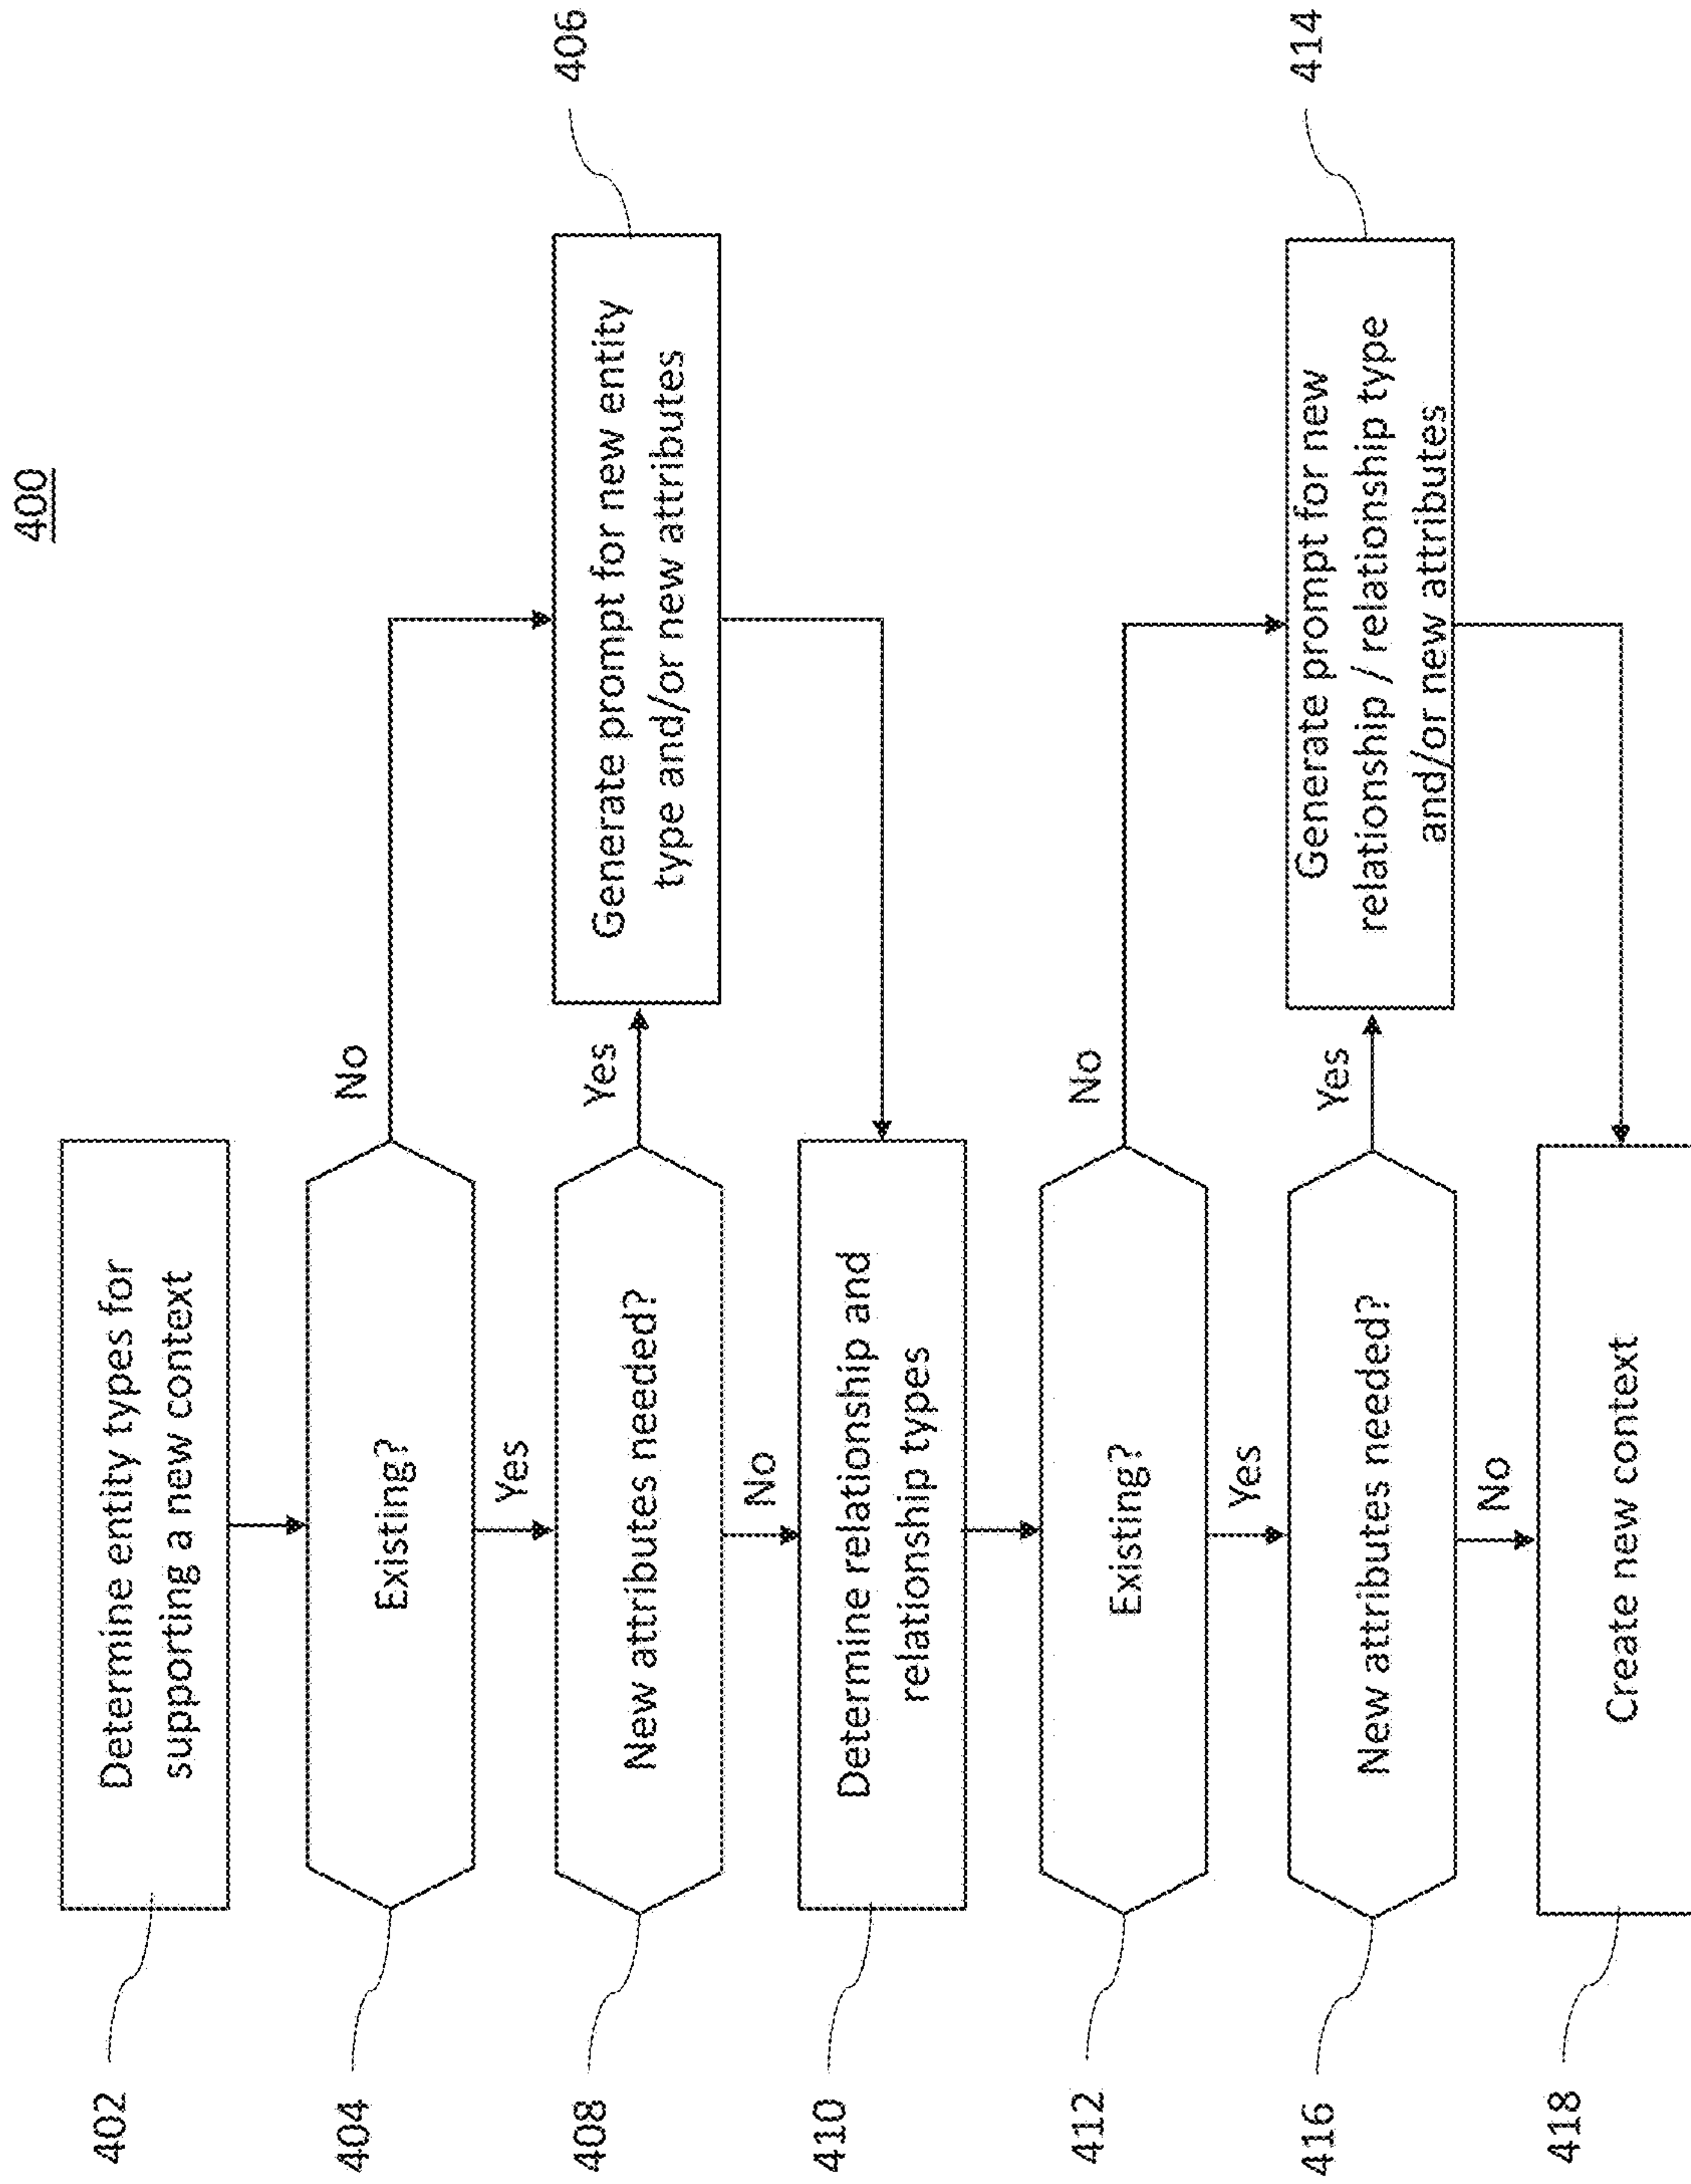 400
402
Determine entity types for
supporting a new context
404
Existing?
No
Yes
406
Generate prompt for new entity
type and/or new attributes
408
New attributes needed?
Yes
No
410
Determine relationship and
relationship types
412
Existing?
No
Yes
414
Generate prompt for new
relationship / relationship type
and/or new attributes
416
New attributes needed?
Yes
No
418
Create new context